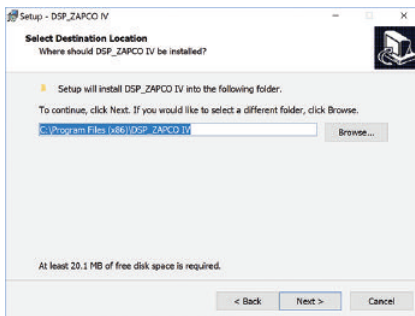 Setup - DSP_ZAPCO IV
Select Destination Location
Where should DSP_ZAPCO IV be installed?
Setup will install DSP_ZAPCO IV into the following folder.
To continue, click Next. If you would like to select a different folder, click Browse.
C:\Program Files (x86)\DSP_ZAPCO IV
Browse...
At least 20.1 MB of free disk space is required.
< Back
Next >
Cancel